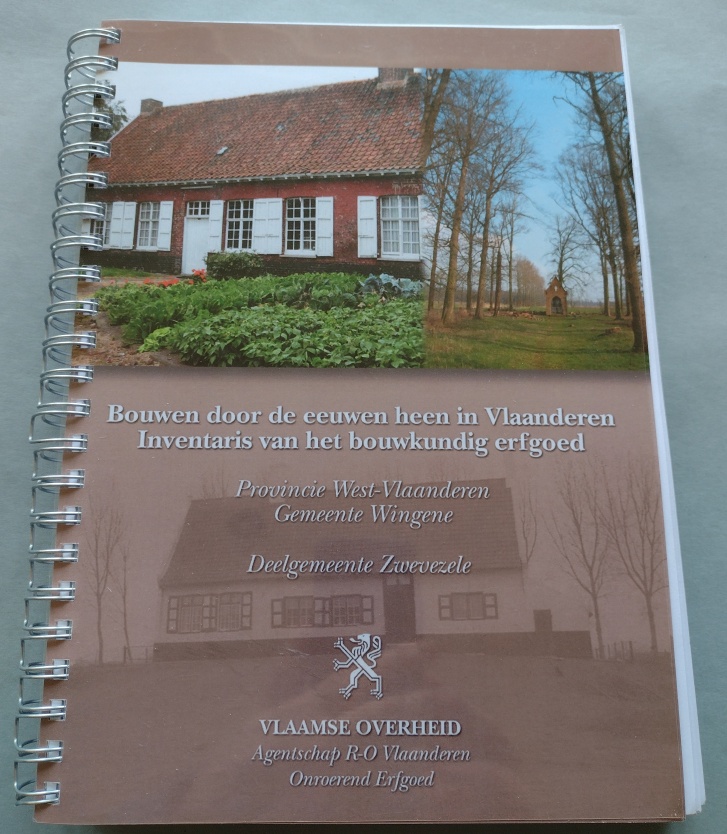 Bouwen door de eeuwen heen in Vlaanderen
Inventaris van het bouwkundig erfgoed
Provincie West-Vlaanderen
Gemeente Wingene
Deelgemeente Zwevezele
VLAAMSE OVERHEID
Agentschap R-O Vlaanderen
Onroerend Erfgoed